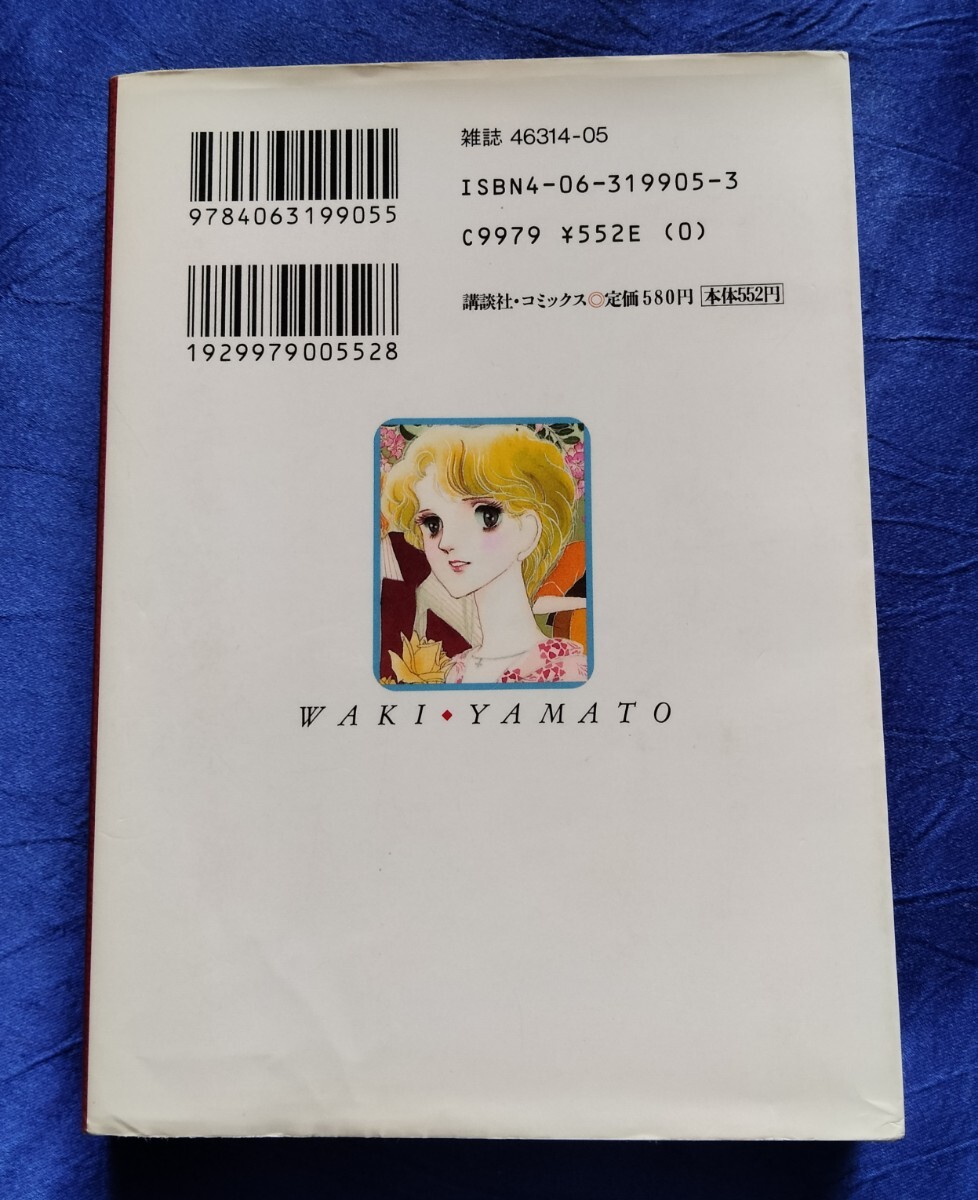 9784063199055
1929979005528
雑誌 46314-05
ISBN4-06-319905-3
C9979 ¥552E (0)
講談社・コミックス◎定価580円 本体552円
WAKI◆YAMATO